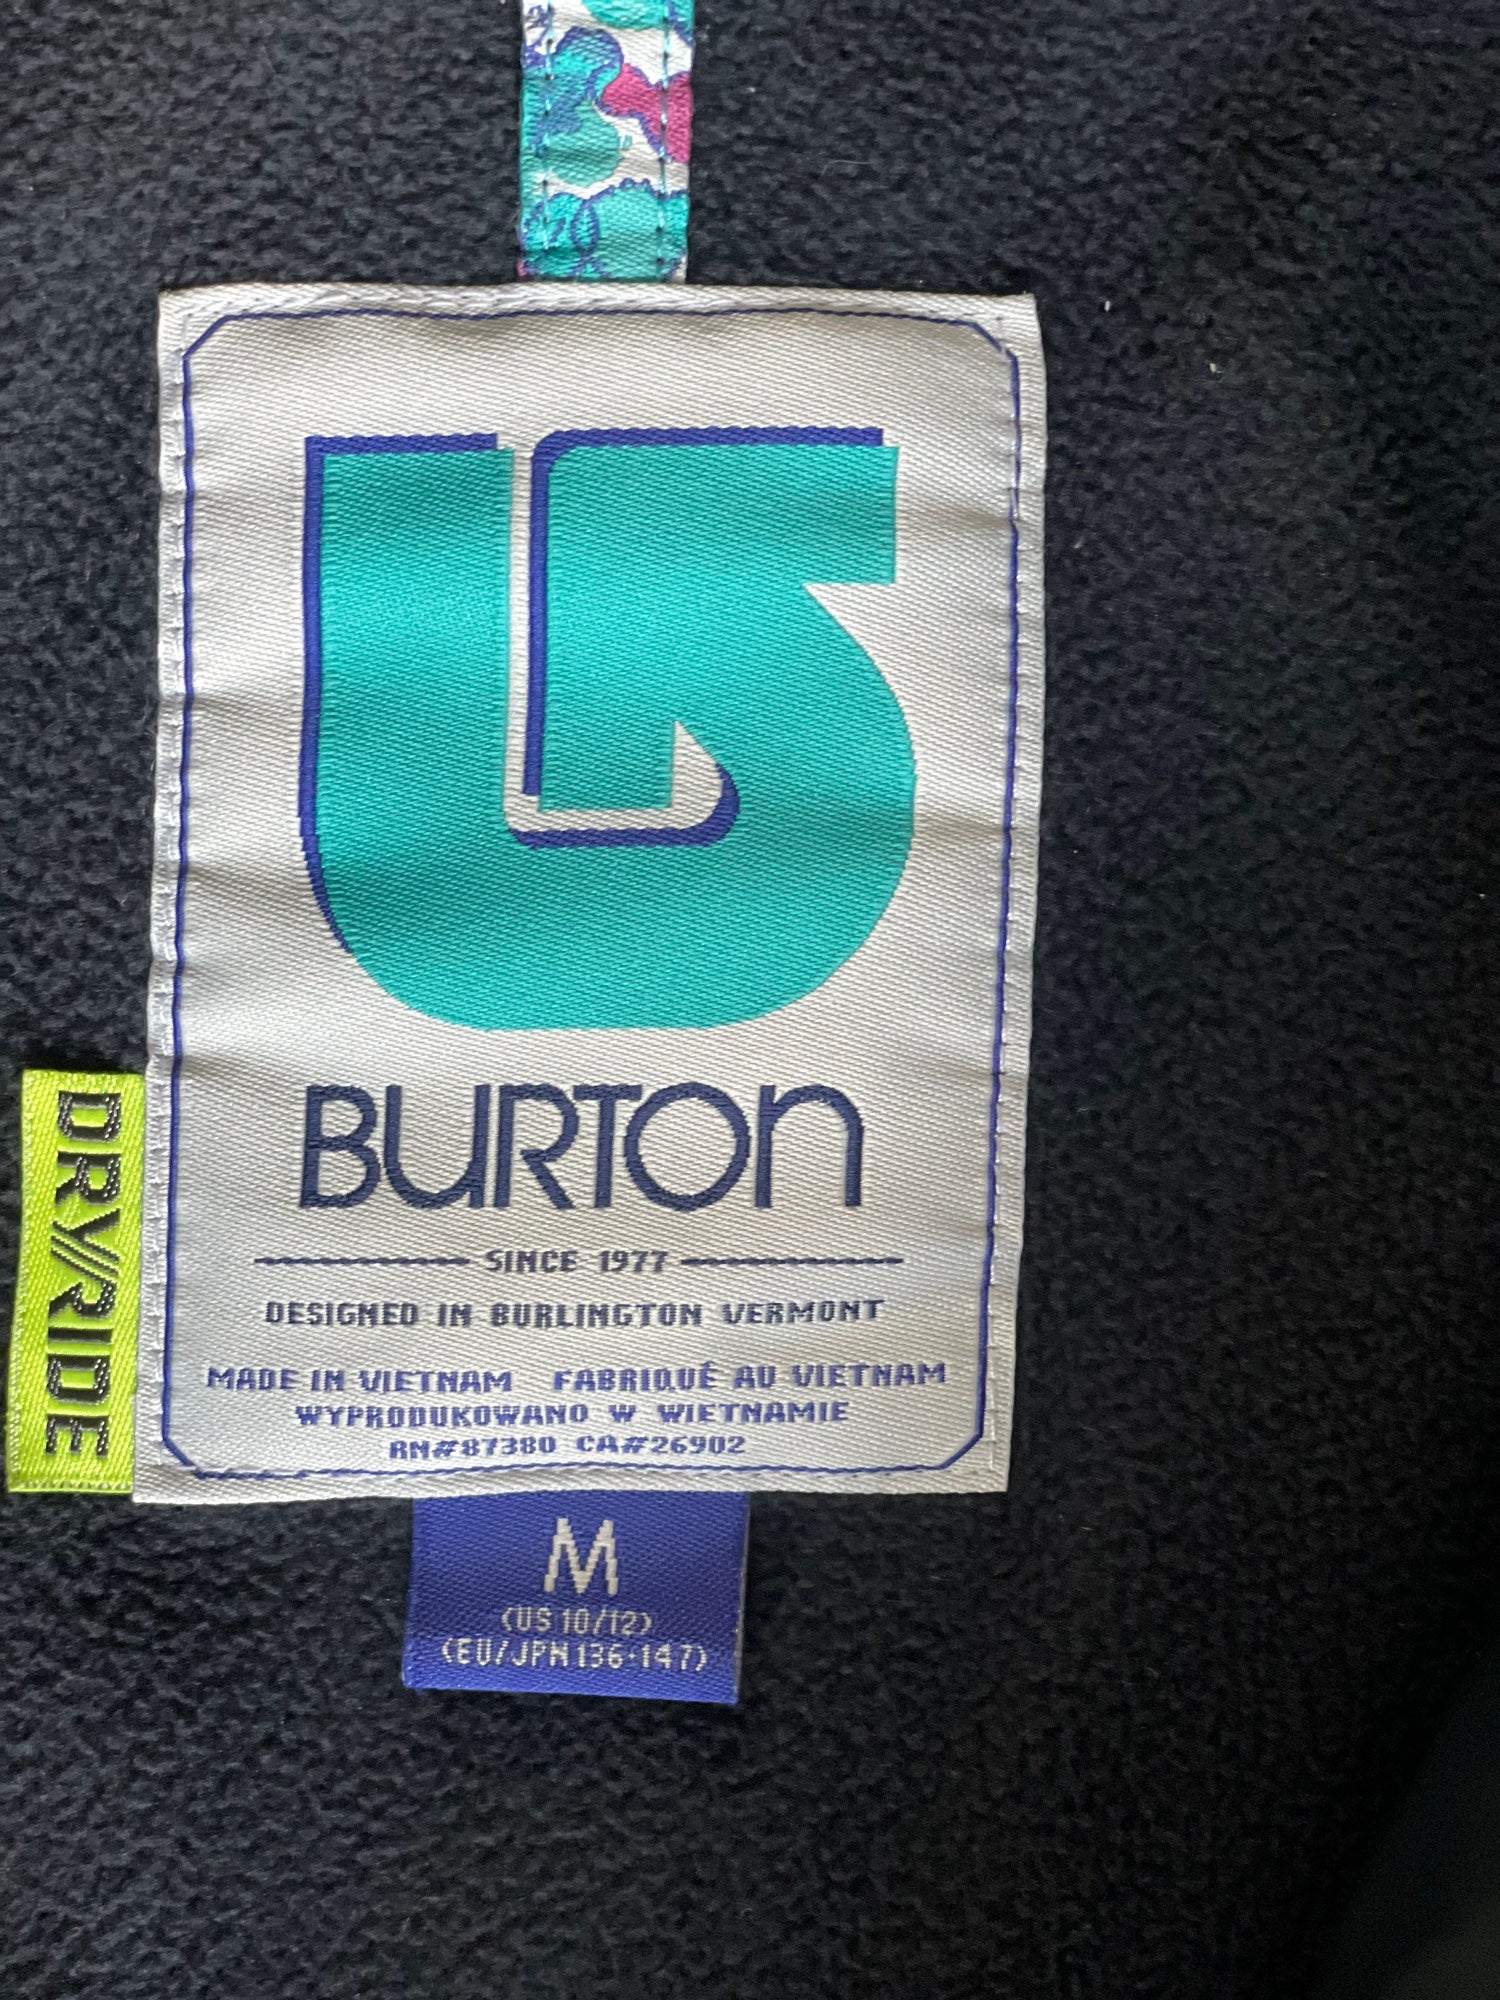 BURTON
SINCE 1977
DESIGNED IN BURLINGTON VERMONT
MADE IN VIETNAM FABRIQUÉ AU VIETNAM
WYPRODUKOWANO W WIETNAMIE
RN#87380 CA#26902
DRYRIDE
M
(US 10/12)
(EU/JPN 136-147)